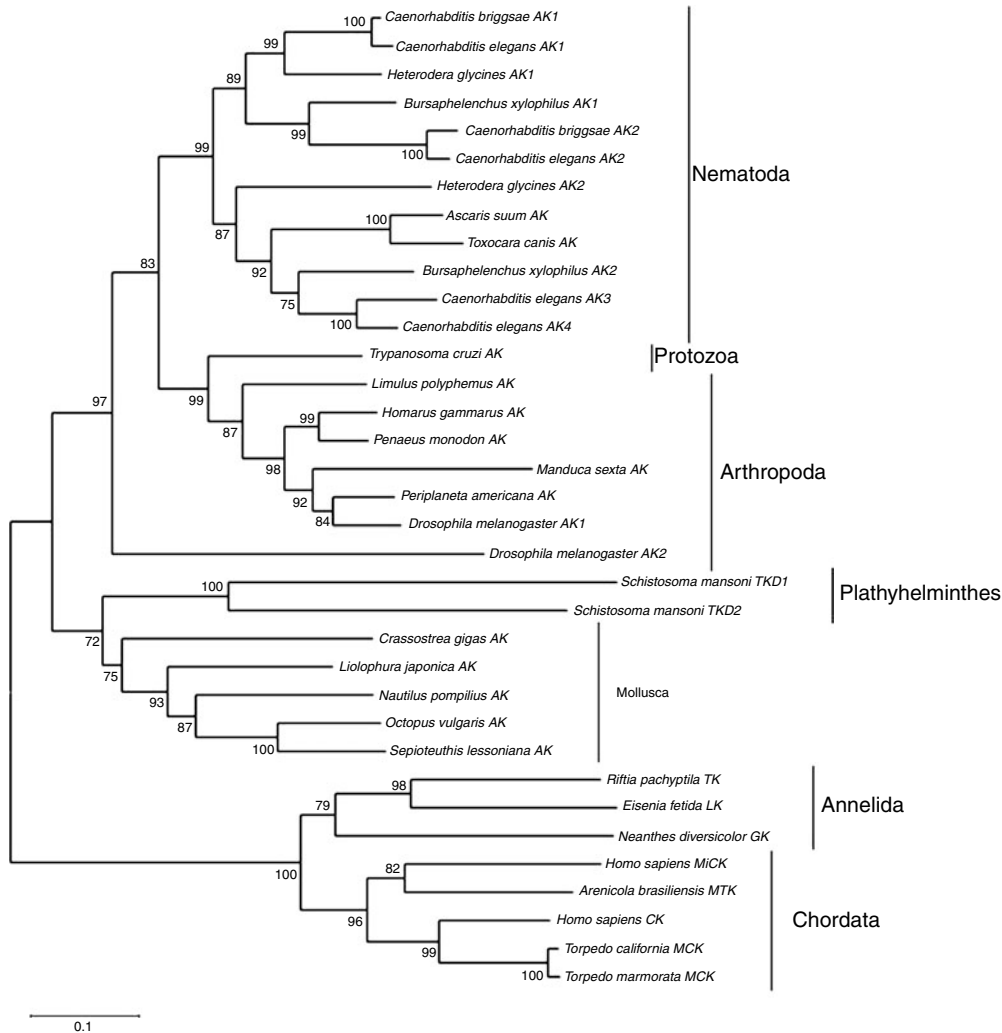 Caenorhabditis briggsae AK1
100
Caenorhabditis elegans AK1
99
Heterodera glycines AK1
89
Bursaphelenchus xylophilus AK1
99
Caenorhabditis briggsae AK2
100
Caenorhabditis elegans AK2
99
Nematoda
Heterodera glycines AK2
87
Ascaris suum AK
100
Toxocara canis AK
92
Bursaphelenchus xylophilus AK2
75
Caenorhabditis elegans AK3
100
Caenorhabditis elegans AK4
83
Trypanosoma cruzi AK
Protozoa
99
Limulus polyphemus AK
87
Homarus gammarus AK
99
Penaeus monodon AK
98
Manduca sexta AK
Arthropoda
92
Periplaneta americana AK
84
Drosophila melanogaster AK1
97
Drosophila melanogaster AK2
Schistosoma mansoni TKD1
100
Plathyhelminthes
Schistosoma mansoni TKD2
72
Crassostrea gigas AK
75
Liolophura japonica AK
93
Mollusca
Nautilus pompilius AK
87
Octopus vulgaris AK
100
Sepioteuthis lessoniana AK
Riftia pachyptila TK
98
Annelida
79
Eisenia fetida LK
Neanthes diversicolor GK
100
Homo sapiens MiCK
82
Arenicola brasiliensis MTK
96
Chordata
Homo sapiens CK
99
Torpedo california MCK
100
Torpedo marmorata MCK
0.1